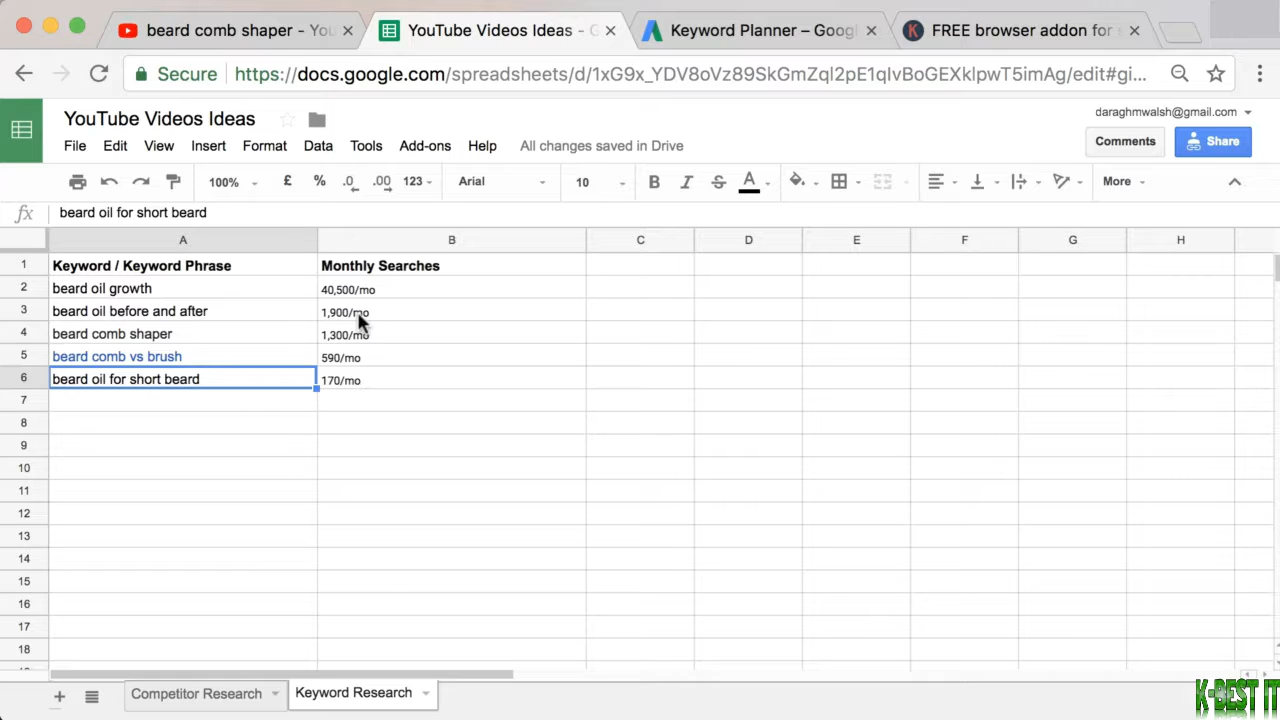 beard comb shaper - You
YouTube Videos Ideas - G
Keyword Planner – Googl
FREE browser addon for
Secure https://docs.google.com/spreadsheets/d/1xG9x_YDV8oVz89SkGmZql2pE1qIvBoGEXklpwT5imAg/edit#gi...
YouTube Videos Ideas
daraghmwalsh@gmail.com
File Edit View Insert Format Data Tools Add-ons Help All changes saved in Drive
Comments Share
100% £ % .0 .00 123 Arial 10 B I S A More
fx beard oil for short beard
A B C D E F G H
1 Keyword / Keyword Phrase Monthly Searches
2 beard oil growth 40,500/mo
3 beard oil before and after 1,900/mo
4 beard comb shaper 1,300/mo
5 beard comb vs brush 590/mo
6 beard oil for short beard 170/mo
7
8
9
10
11
12
13
14
15
16
17
18
Competitor Research Keyword Research
K-BEST IT